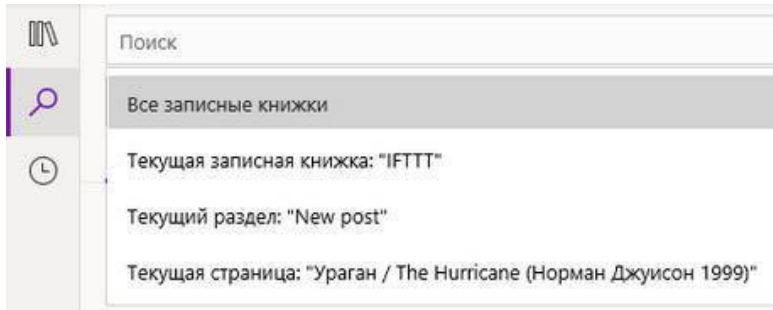 Поиск
Все записные книжки
Текущая записная книжка: "IFTTT"
Текущий раздел: "New post"
Текущая страница: "Ураган / The Hurricane (Норман Джуисон 1999)"